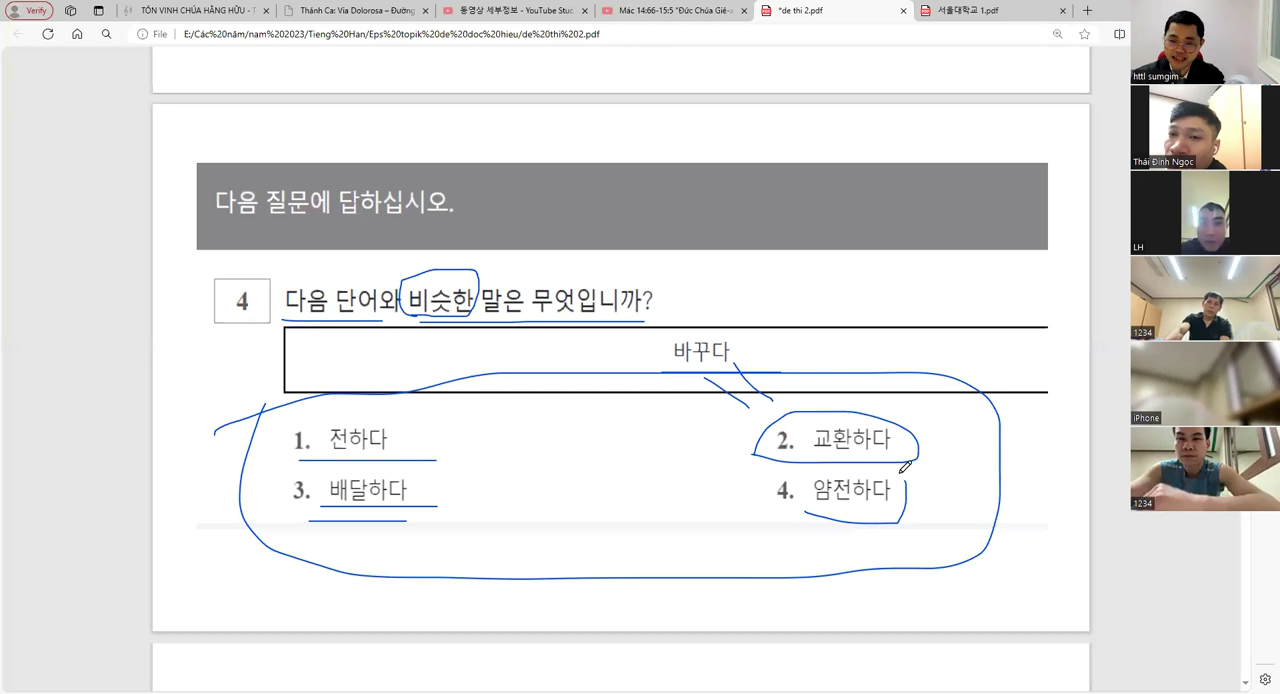 Verify
TÔN VINH CHÚA HẰNG HỮU - T
Thánh Ca: Via Dolorosa – Đường
동영상 세부정보 - YouTube Stud
Mác 14:66-15:5 "Đức Chúa Giê-x
*de thi 2.pdf
서울대학교 1.pdf
File
E:/Các%20năm/nam%202023/Tieng%20Han/Eps%20topik%20de%20doc%20hieu/de%20thi%202.pdf
다음 질문에 답하십시오.
4 다음 단어와 비슷한 말은 무엇입니까?
바꾸다
1. 전하다
2. 교환하다
3. 배달하다
4. 얌전하다
httl sumgim
Thái Đình Ngọc
LH
1234
iPhone
1234